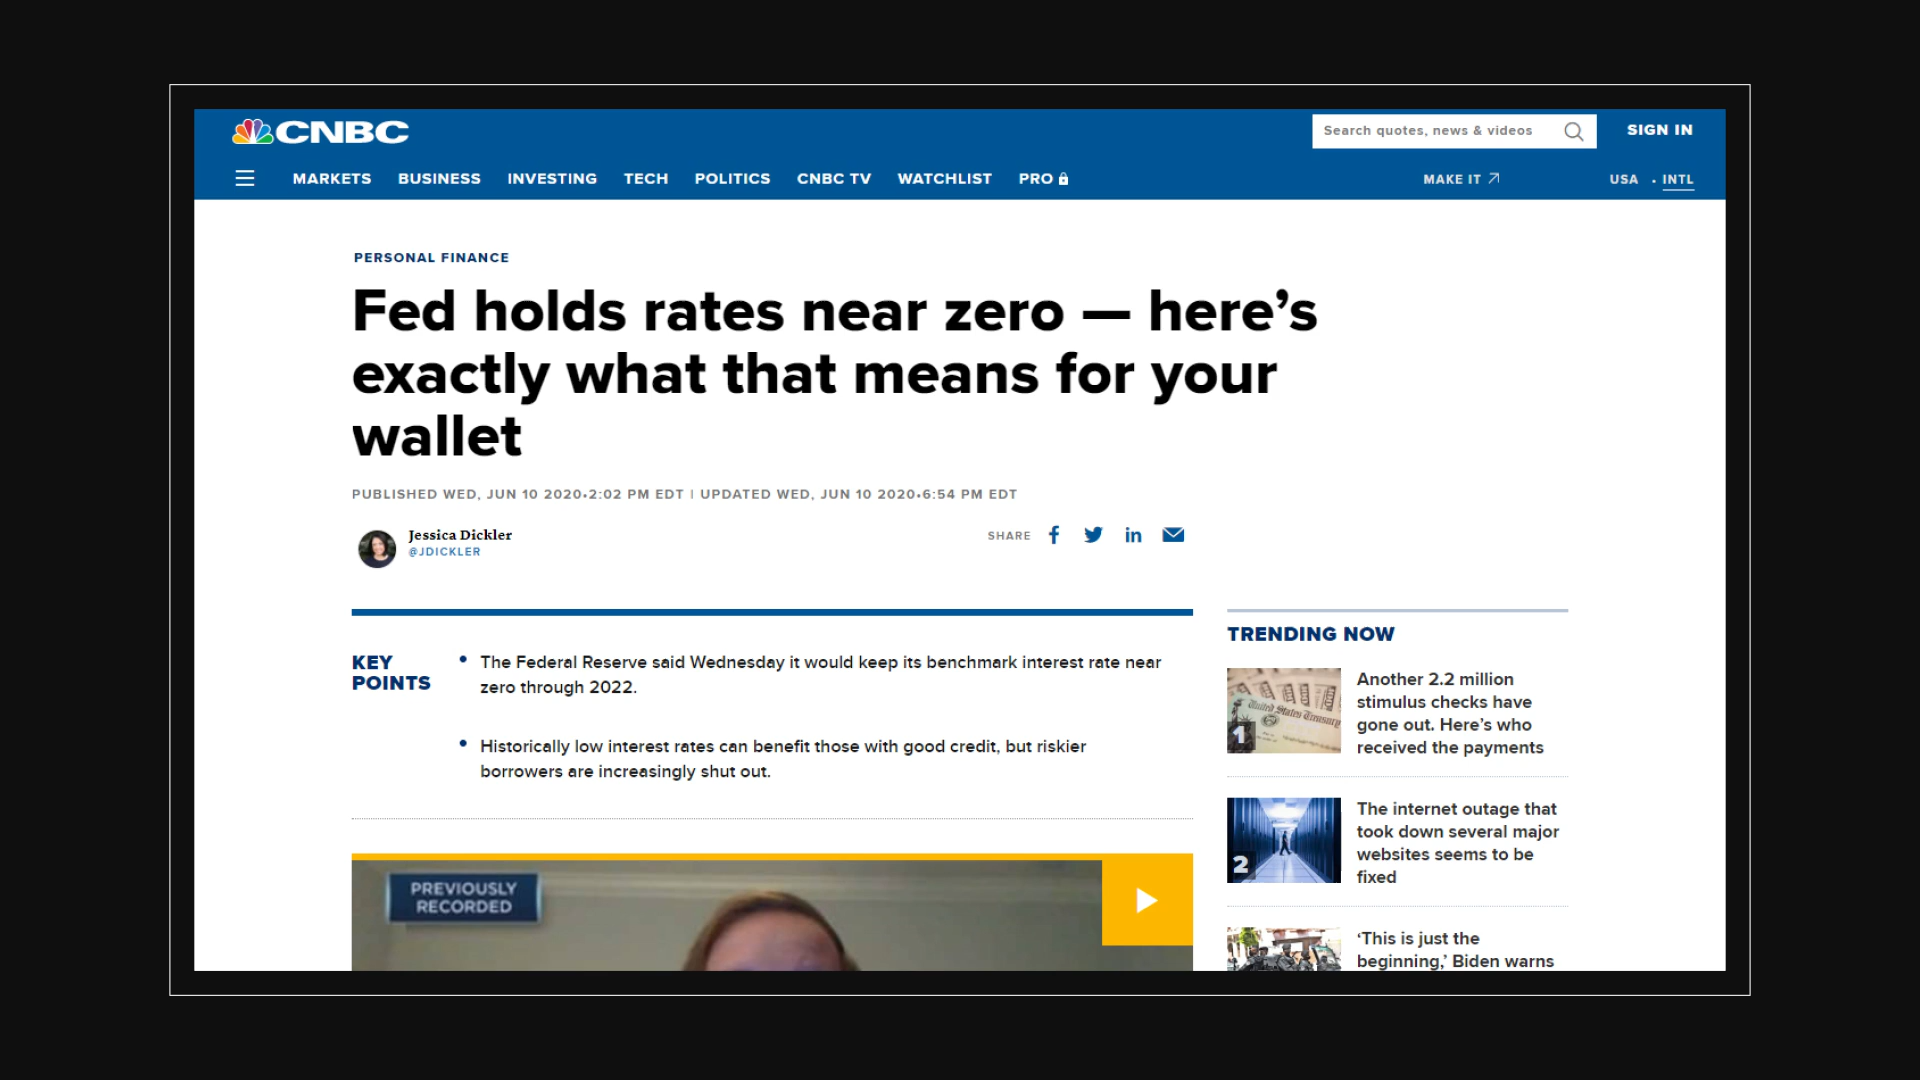 CNBC
Search quotes, news & videos
SIGN IN
MARKETS BUSINESS INVESTING TECH POLITICS CNBC TV WATCHLIST PRO
MAKE IT
USA • INTL
PERSONAL FINANCE
Fed holds rates near zero — here’s
exactly what that means for your
wallet
PUBLISHED WED, JUN 10 2020•2:02 PM EDT | UPDATED WED, JUN 10 2020•6:54 PM EDT
Jessica Dickler
@JDICKLER
SHARE
KEY
POINTS
• The Federal Reserve said Wednesday it would keep its benchmark interest rate near
zero through 2022.
• Historically low interest rates can benefit those with good credit, but riskier
borrowers are increasingly shut out.
PREVIOUSLY
RECORDED
TRENDING NOW
United States Treasury
1
Another 2.2 million
stimulus checks have
gone out. Here’s who
received the payments
2
The internet outage that
took down several major
websites seems to be
fixed
‘This is just the
beginning,’ Biden warns